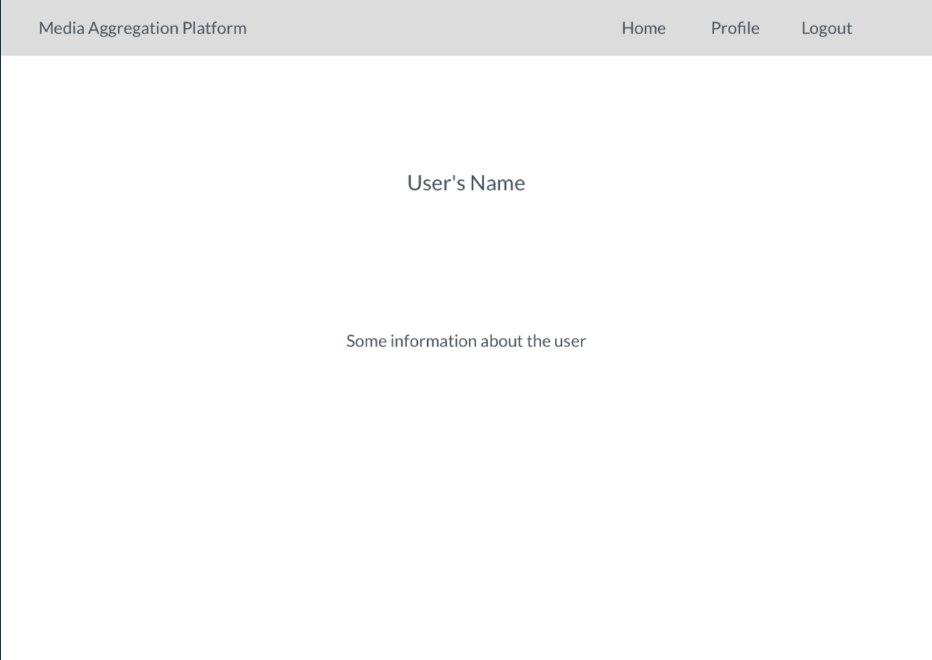 Media Aggregation Platform Home Profile Logout
User's Name
Some information about the user